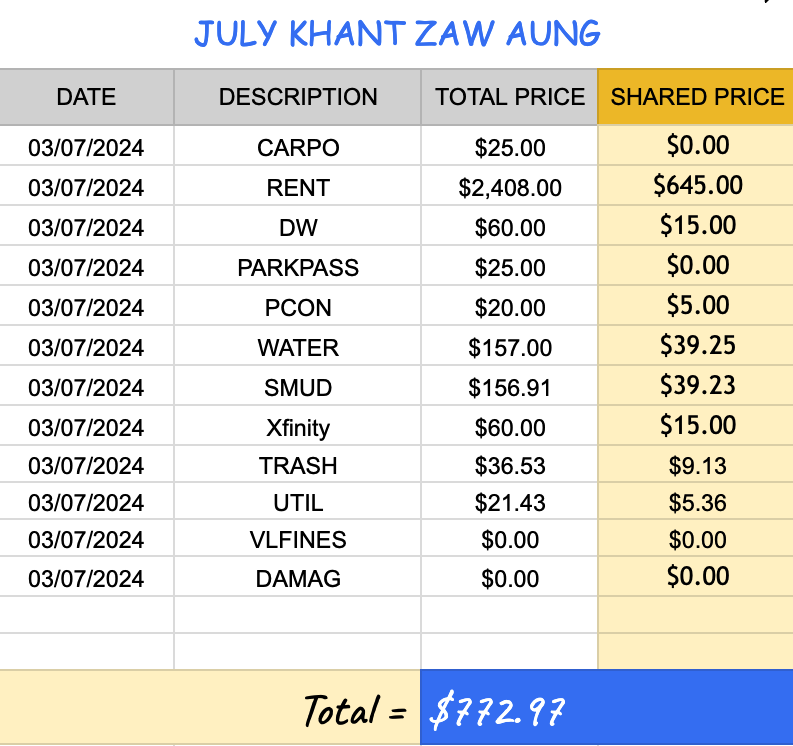 JULY KHANT ZAW AUNG
DATE DESCRIPTION TOTAL PRICE SHARED PRICE
03/07/2024 CARPO $25.00 $0.00
03/07/2024 RENT $2,408.00 $645.00
03/07/2024 DW $60.00 $15.00
03/07/2024 PARKPASS $25.00 $0.00
03/07/2024 PCON $20.00 $5.00
03/07/2024 WATER $157.00 $39.25
03/07/2024 SMUD $156.91 $39.23
03/07/2024 Xfinity $60.00 $15.00
03/07/2024 TRASH $36.53 $9.13
03/07/2024 UTIL $21.43 $5.36
03/07/2024 VLFINES $0.00 $0.00
03/07/2024 DAMAG $0.00 $0.00
Total = $772.97